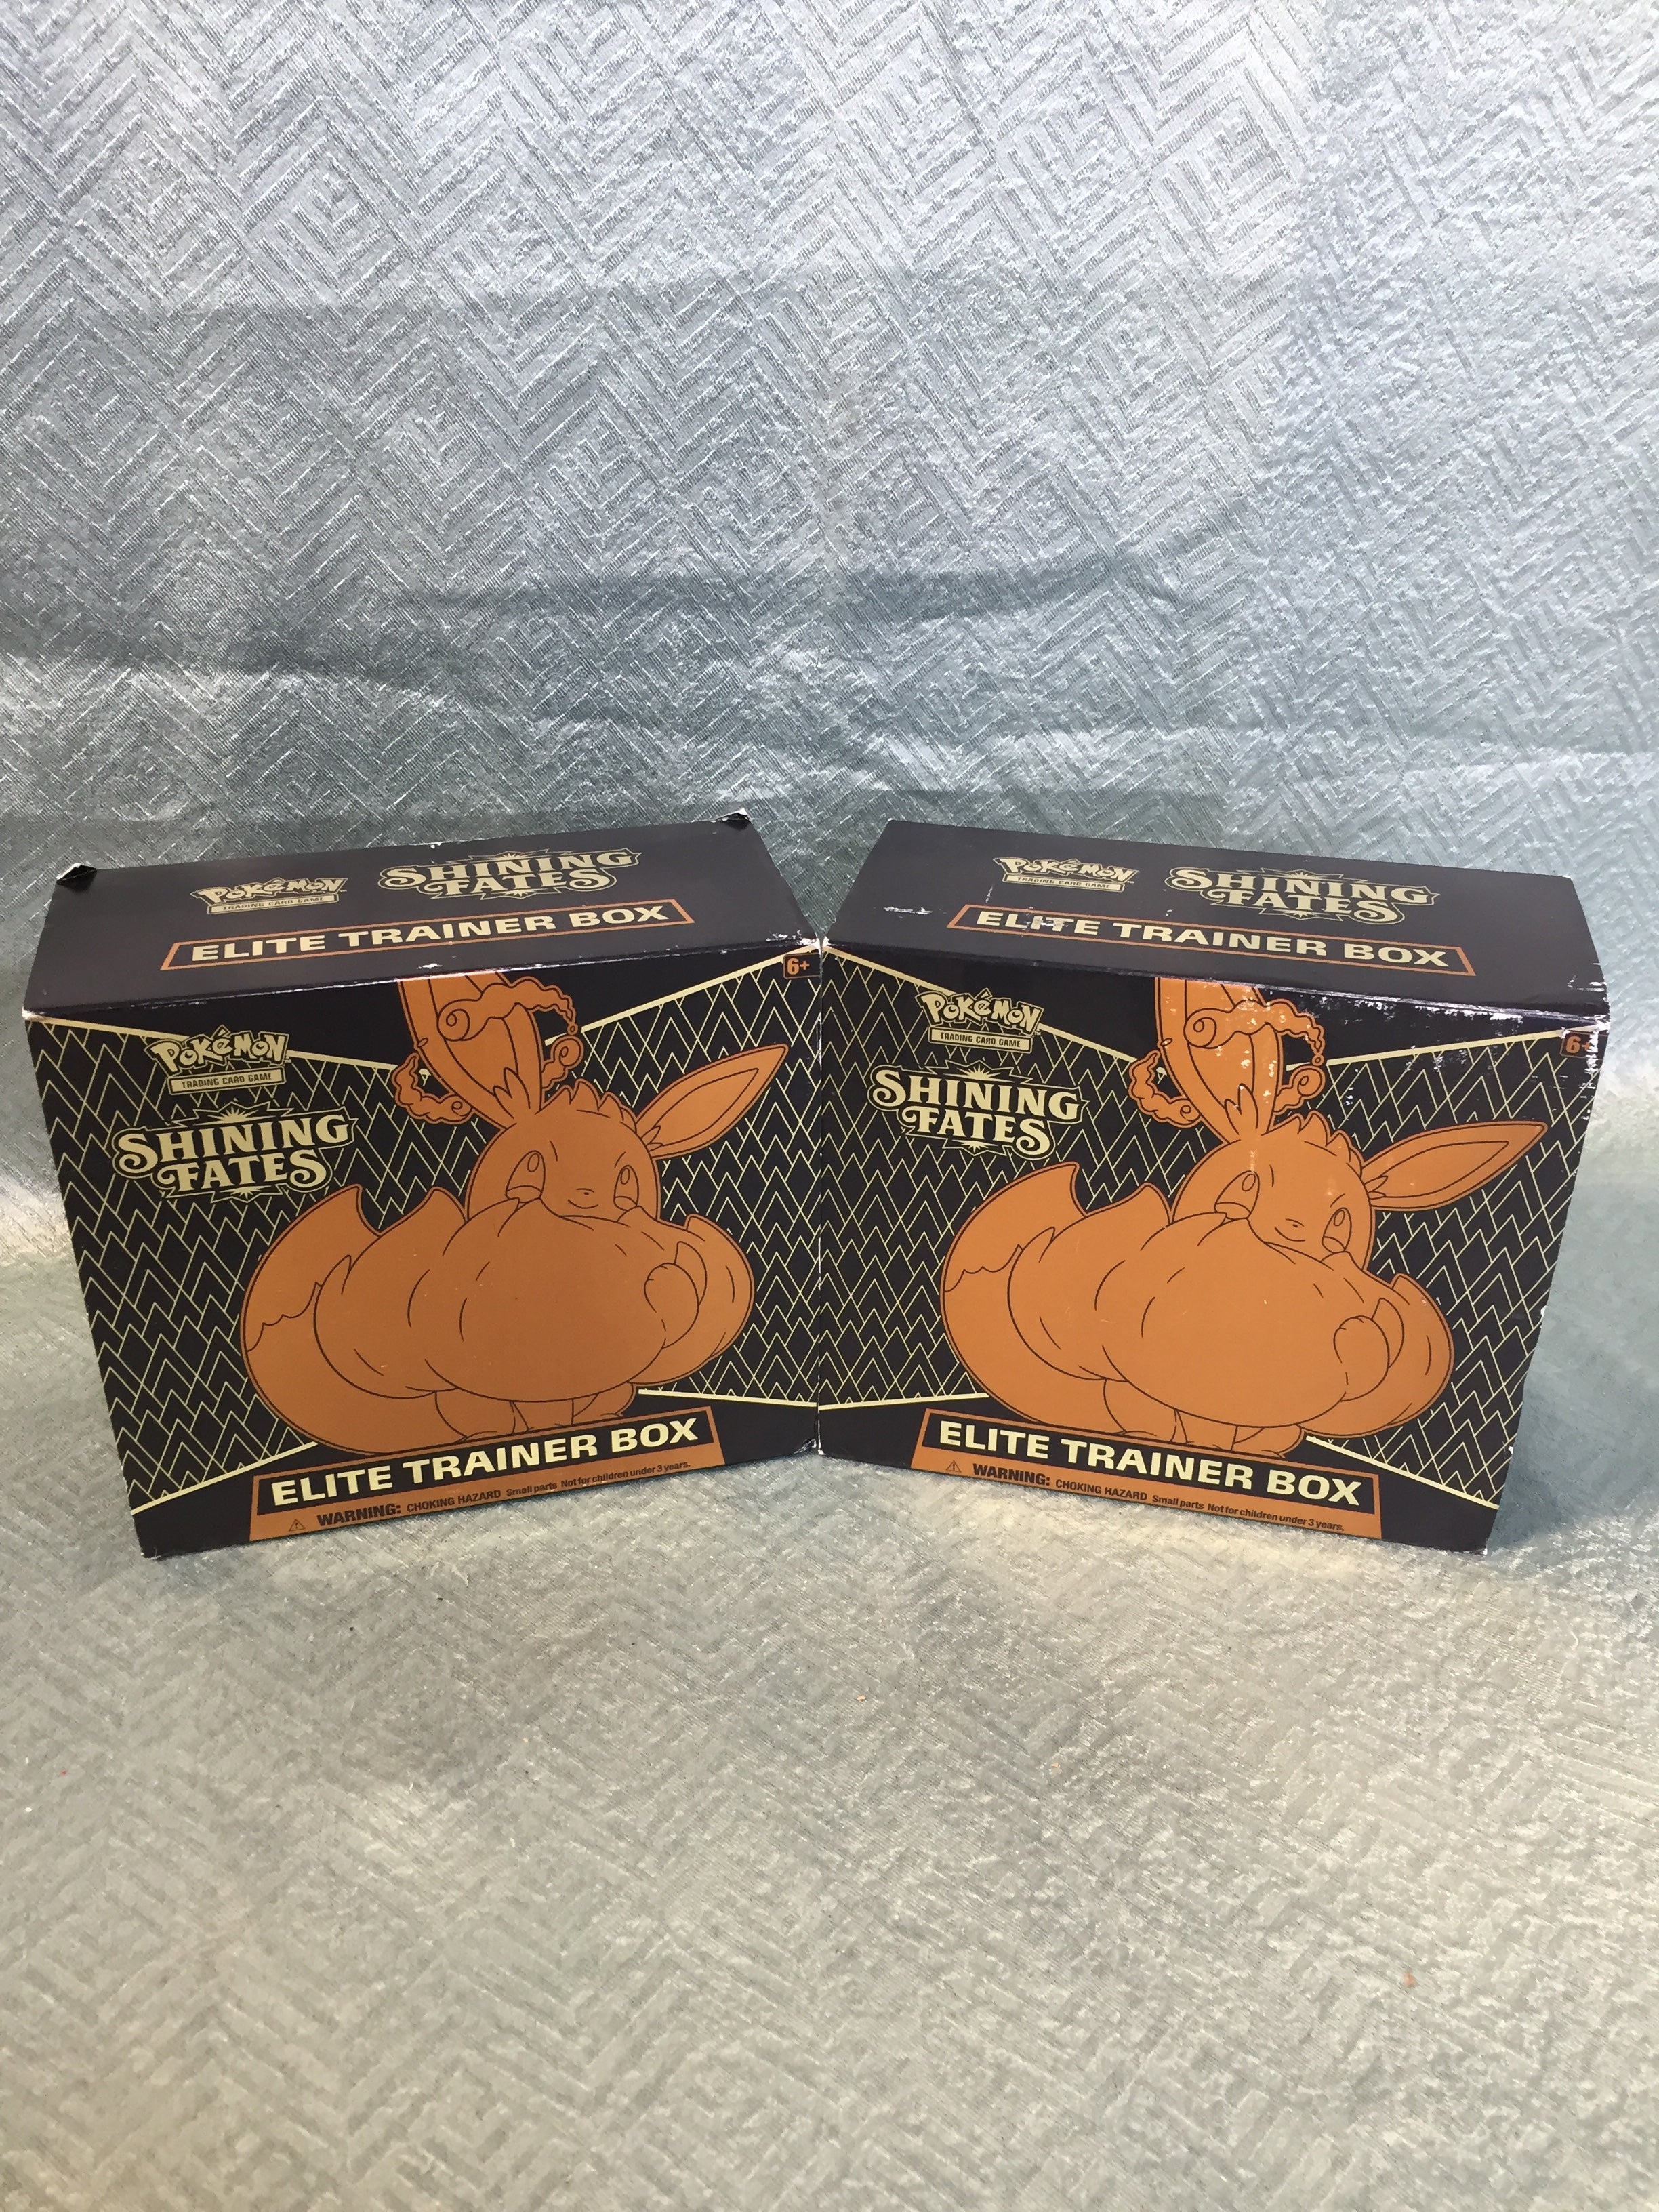 Pokémon
TRADING CARD GAME
SHINING
FATES
ELITE TRAINER BOX
6+
Pokémon
TRADING CARD GAME
SHINING
FATES
ELITE TRAINER BOX
WARNING: CHOKING HAZARD Small parts Not for children under 3 years.
Pokémon
TRADING CARD GAME
SHINING
FATES
ELITE TRAINER BOX
6+
Pokémon
TRADING CARD GAME
SHINING
FATES
ELITE TRAINER BOX
WARNING: CHOKING HAZARD Small parts Not for children under 3 years.